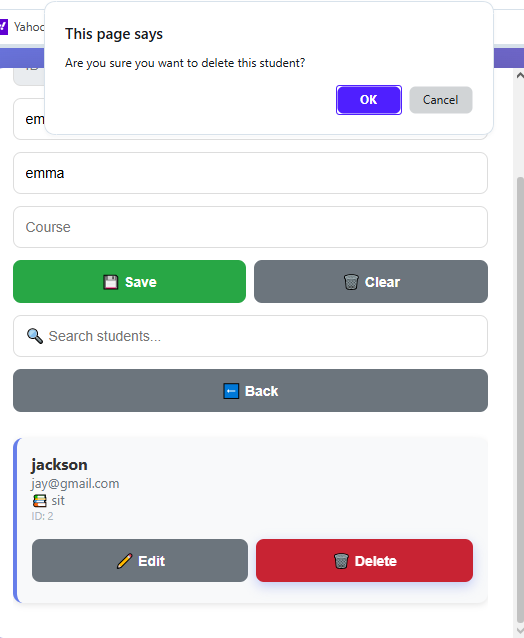 Yahoo
This page says
Are you sure you want to delete this student?
OK
Cancel
em
emma
Course
Save
Clear
Search students...
Back
jackson
jay@gmail.com
sit
ID: 2
Edit
Delete